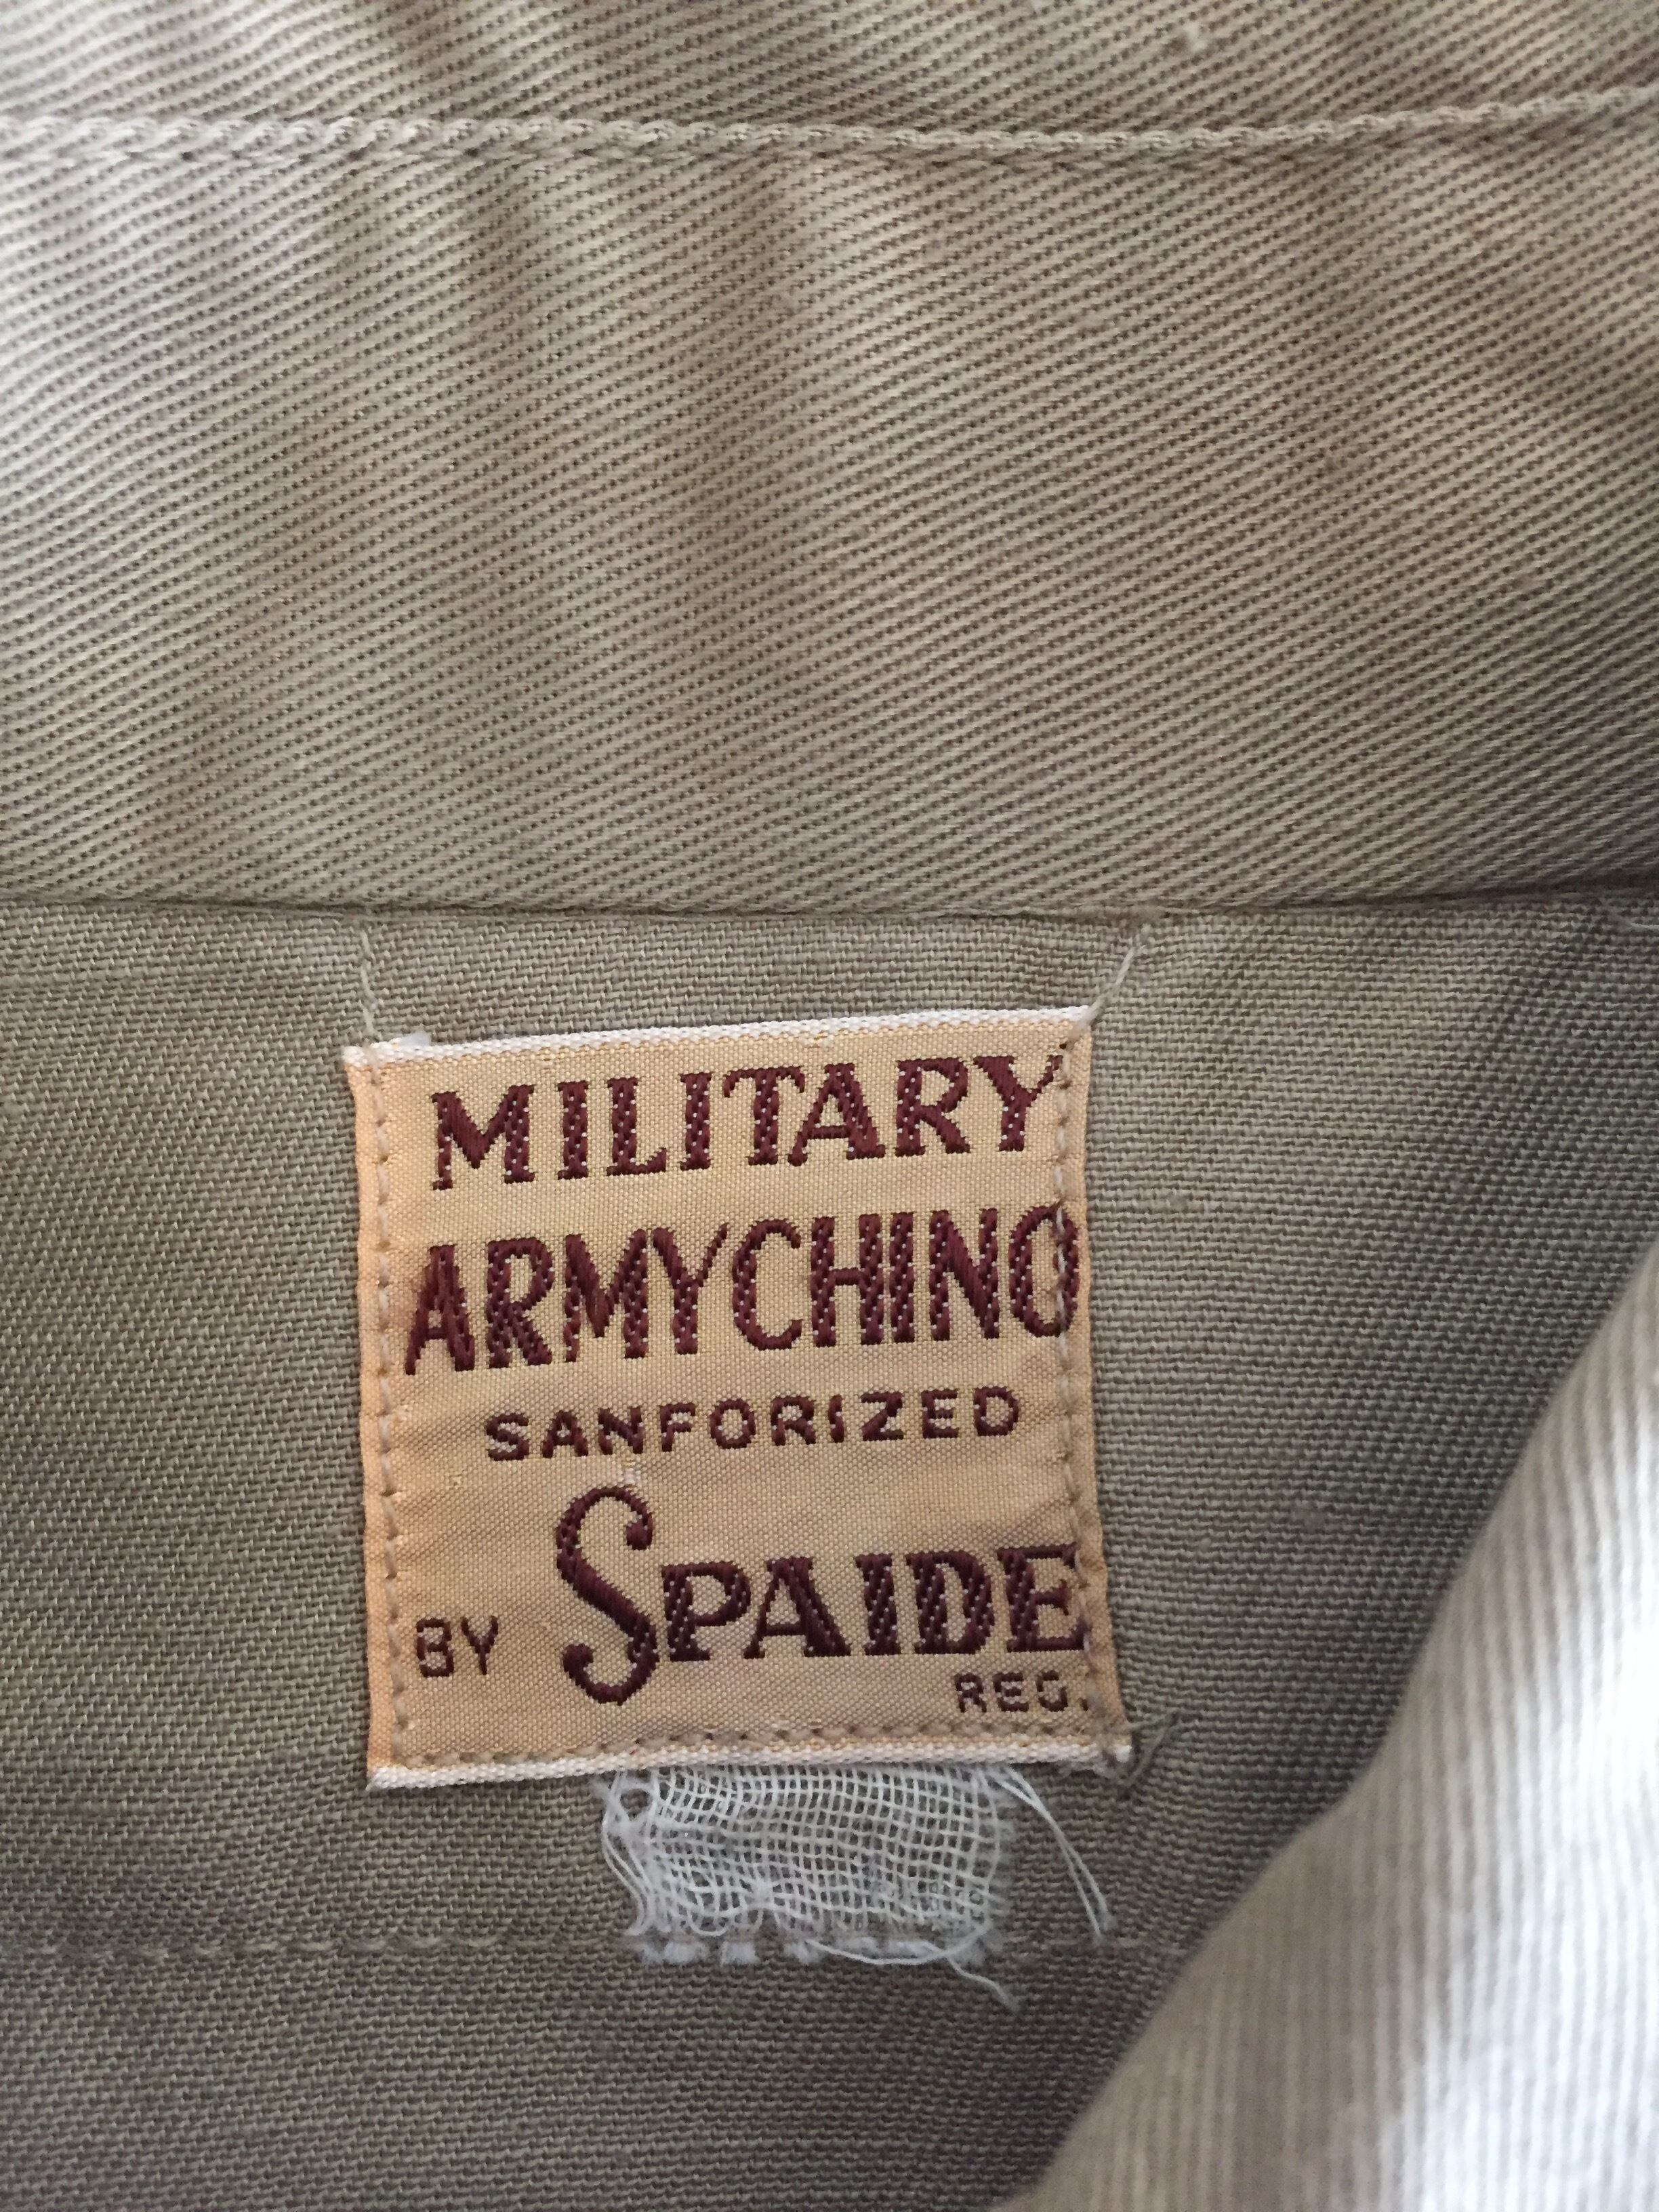 MILITARY
ARMYCHINO
SANFORIZED
BY SPAIDE
REG.